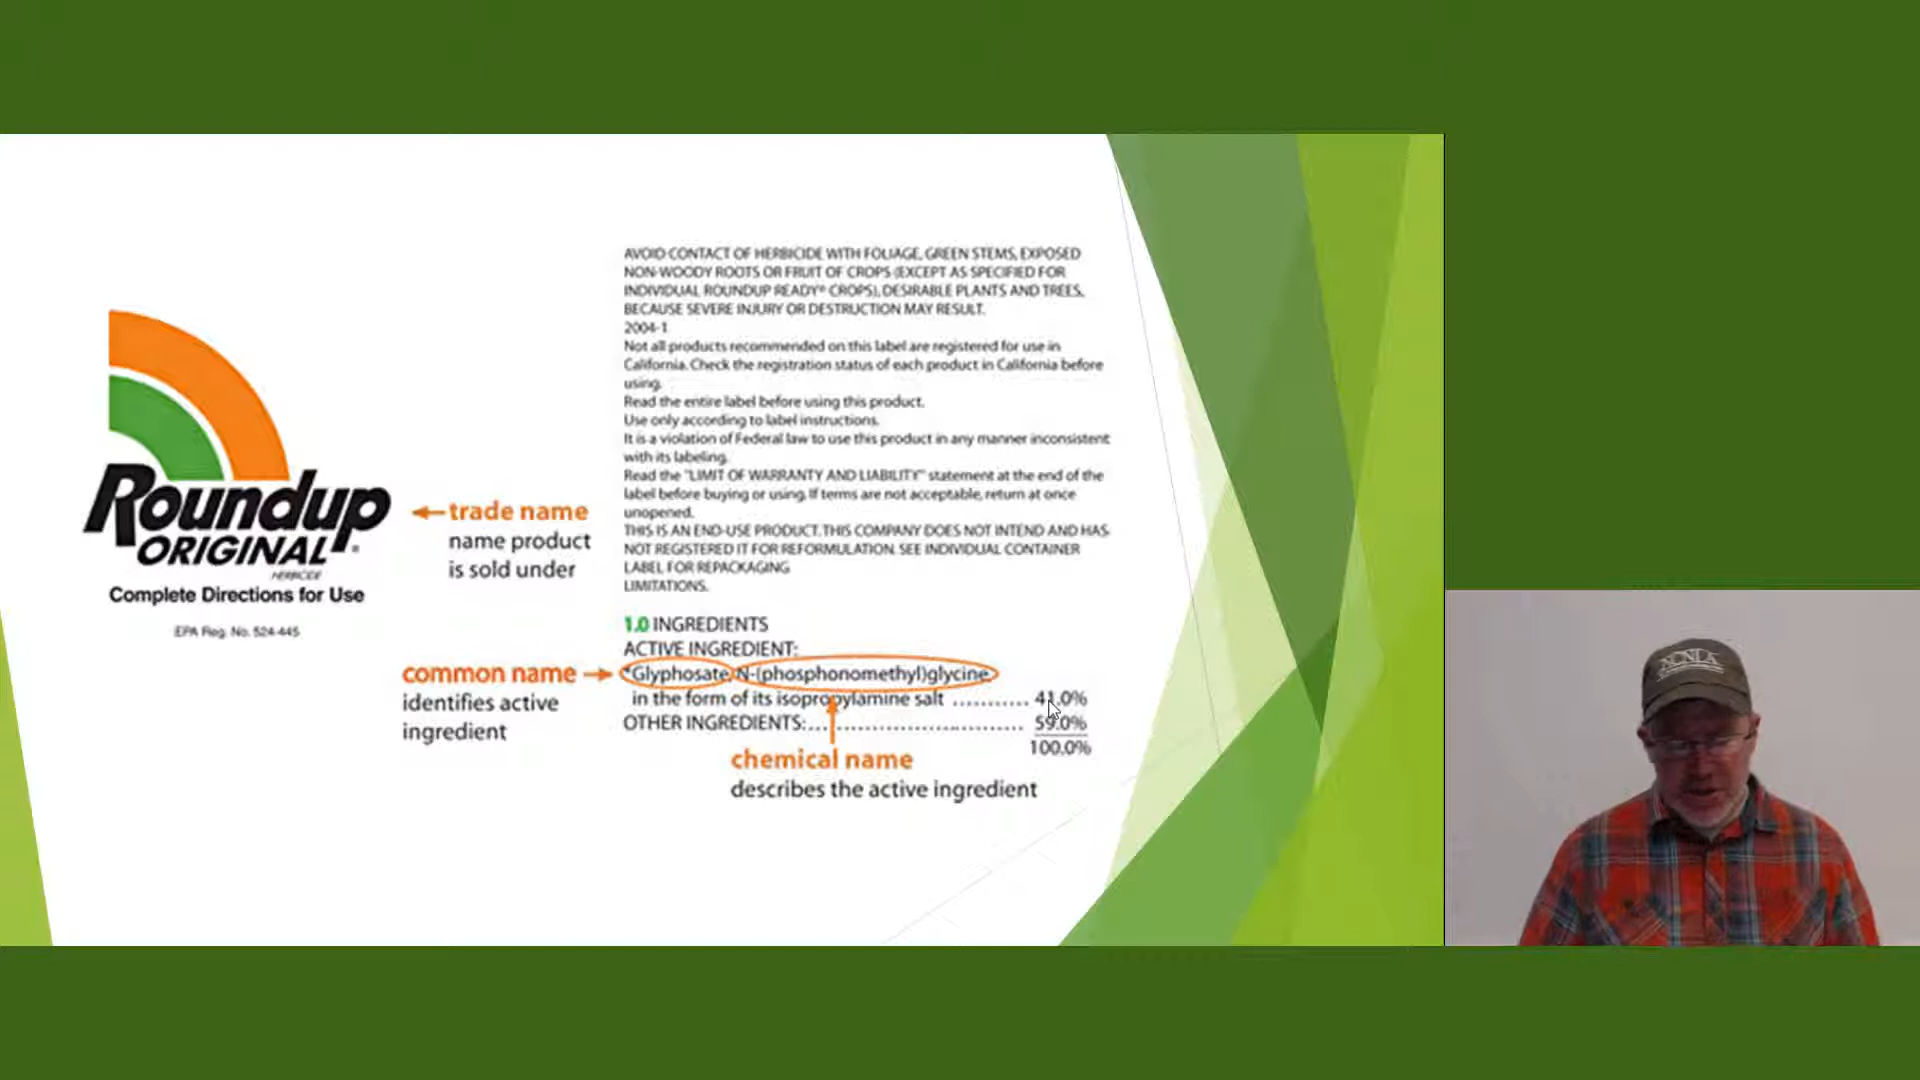 AVOID CONTACT OF HERBICIDE WITH FOLIAGE, GREEN STEMS, EXPOSED
NON-WOODY ROOTS OR FRUIT OF CROPS (EXCEPT AS SPECIFIED FOR
INDIVIDUAL ROUNDUP READY® CROPS), DESIRABLE PLANTS AND TREES,
BECAUSE SEVERE INJURY OR DESTRUCTION MAY RESULT.
2004-1
Not all products recommended on this label are registered for use in
California. Check the registration status of each product in California before
using.
Read the entire label before using this product.
Use only according to label instructions.
It is a violation of Federal law to use this product in any manner inconsistent
with its labeling.
Read the "LIMIT OF WARRANTY AND LIABILITY" statement at the end of the
label before buying or using. If terms are not acceptable, return at once
unopened.
THIS IS AN END-USE PRODUCT. THIS COMPANY DOES NOT INTEND AND HAS
NOT REGISTERED IT FOR REFORMULATION. SEE INDIVIDUAL CONTAINER
LABEL FOR REPACKAGING
LIMITATIONS.
Roundup
ORIGINAL®
HERBICIDE
Complete Directions for Use
EPA Reg. No. 524-445
trade name
name product
is sold under
1.0 INGREDIENTS
ACTIVE INGREDIENT:
*Glyphosate N-(phosphonomethyl)glycine,
in the form of its isopropylamine salt ........... 41.0%
OTHER INGREDIENTS:.................................. 59.0%
100.0%
common name
identifies active
ingredient
chemical name
describes the active ingredient
NCNLA